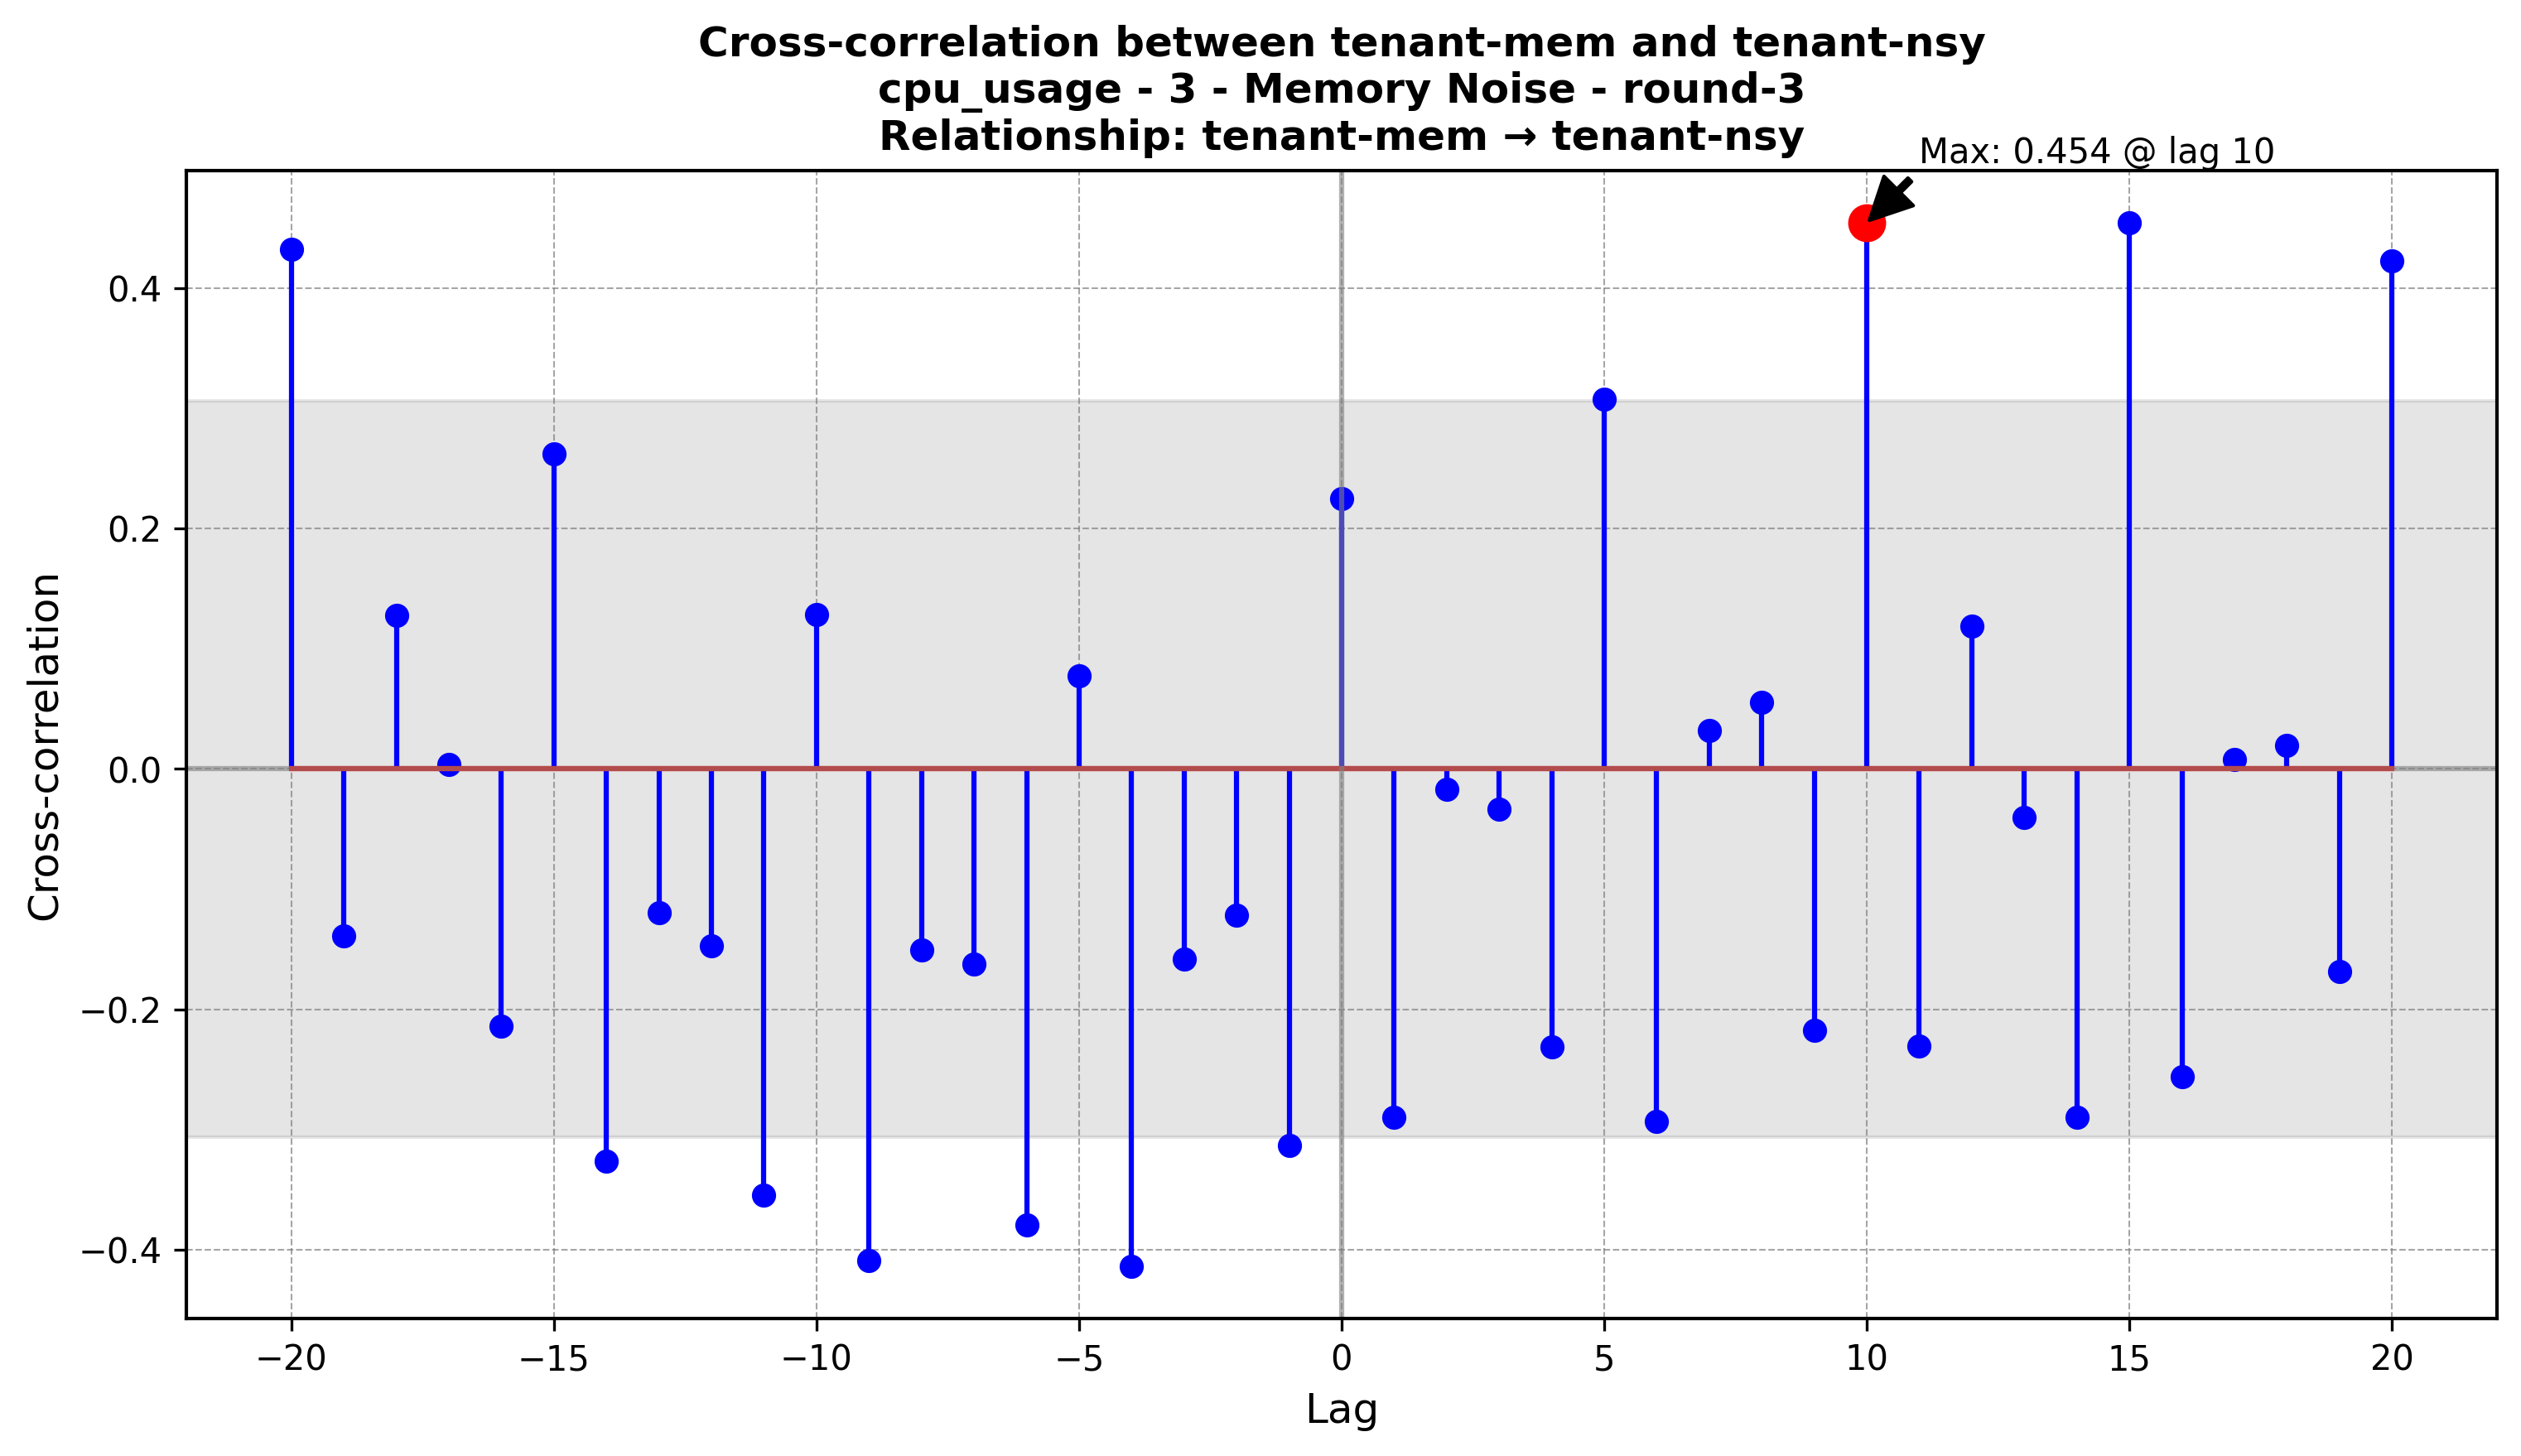 Cross-correlation between tenant-mem and tenant-nsy
cpu_usage - 3 - Memory Noise - round-3
Relationship: tenant-mem → tenant-nsy
Max: 0.454 @ lag 10
Cross-correlation
0.4
0.2
0.0
−0.2
−0.4
−20 −15 −10 −5 0 5 10 15 20
Lag